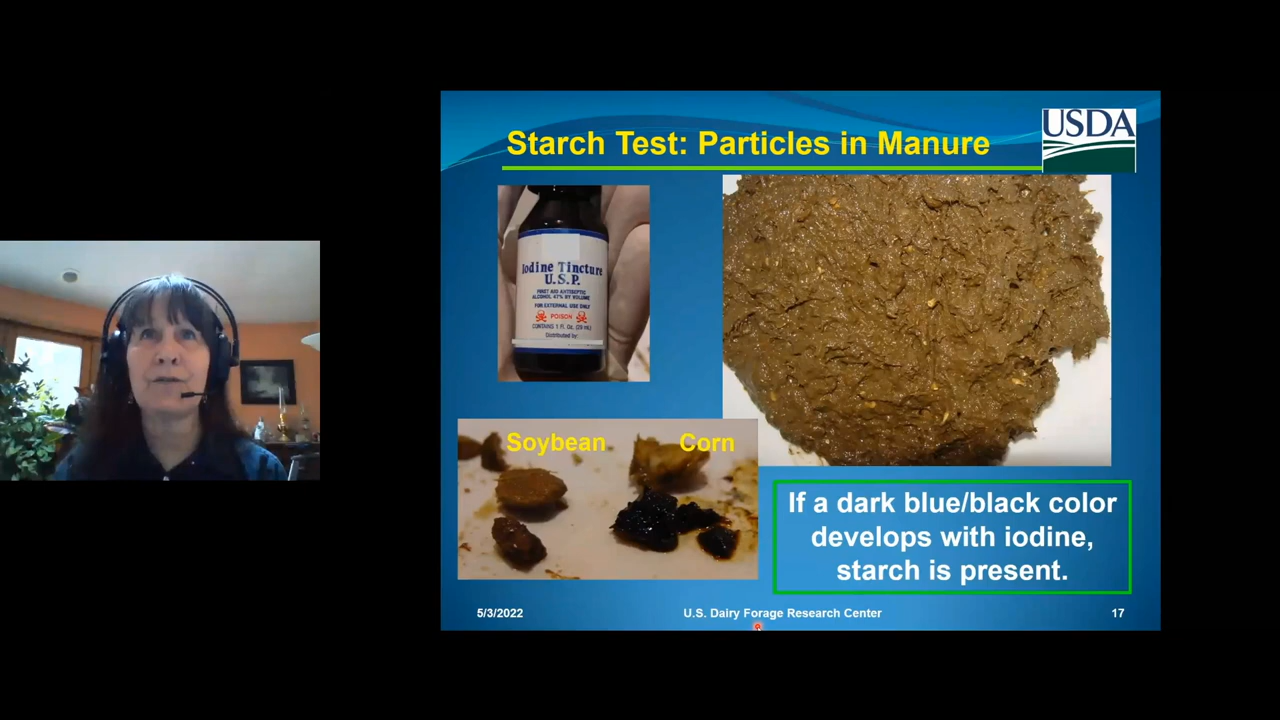 Starch Test: Particles in Manure
USDA
Iodine Tincture
U.S.P.
FIRST AID ANTISEPTIC
ALCOHOL 47% BY VOLUME
FOR EXTERNAL USE ONLY
POISON
CONTAINS 1 FL. Oz. (29 mL)
Distributed by:
Soybean
Corn
If a dark blue/black color
develops with iodine,
starch is present.
5/3/2022
U.S. Dairy Forage Research Center
17